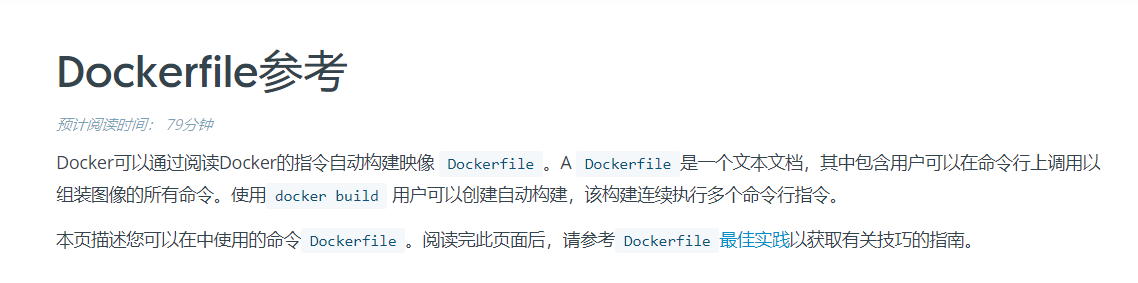 Dockerfile参考
预计阅读时间： 79分钟
Docker可以通过阅读Docker的指令自动构建映像 Dockerfile 。A Dockerfile 是一个文本文档，其中包含用户可以在命令行上调用以
组装图像的所有命令。使用 docker build 用户可以创建自动构建，该构建连续执行多个命令行指令。
本页描述您可以在中使用的命令 Dockerfile 。阅读完此页面后，请参考 Dockerfile 最佳实践以获取有关技巧的指南。